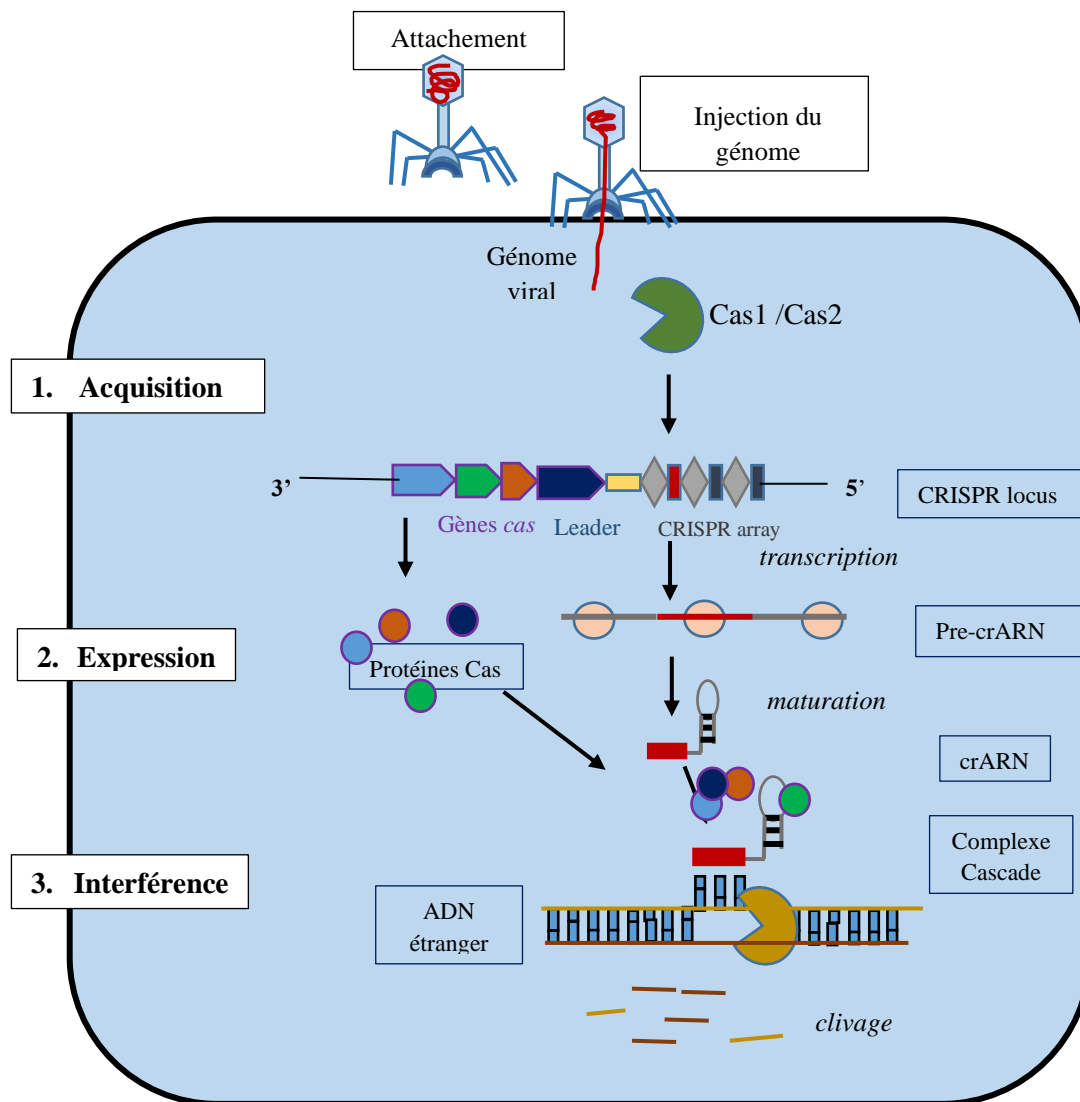 Attachement
Injection du
génome
Génome
viral
Cas1 /Cas2
1. Acquisition
3’
5’
CRISPR locus
Gènes cas
Leader
CRISPR array
transcription
Pre-crARN
2. Expression
Protéines Cas
maturation
crARN
Complexe
Cascade
3. Interférence
ADN
étranger
clivage